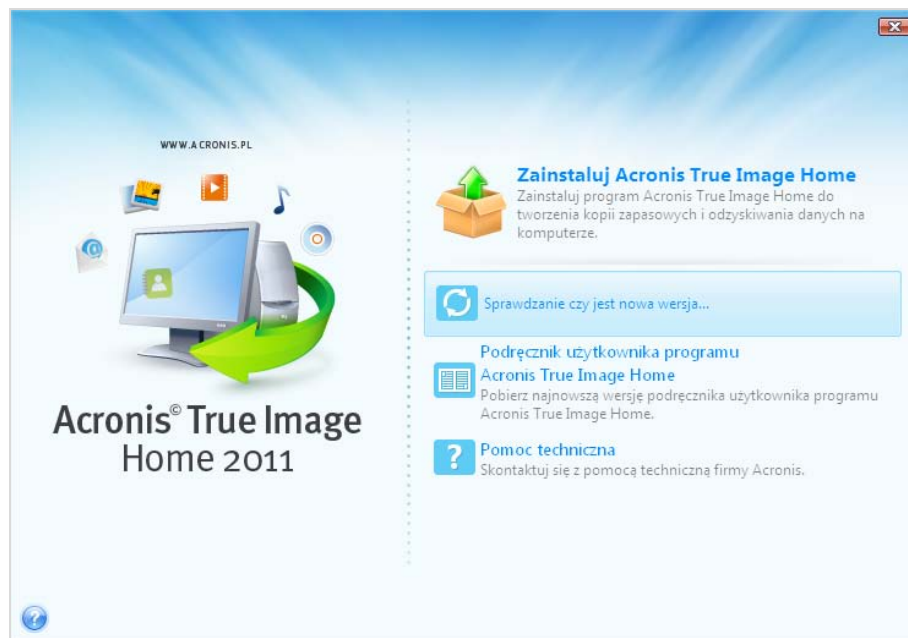 WWW.ACRONIS.PL
Acronis© True Image
Home 2011
Zainstaluj Acronis True Image Home
Zainstaluj program Acronis True Image Home do
tworzenia kopii zapasowych i odzyskiwania danych na
komputerze.
Sprawdzanie czy jest nowa wersja...
Podręcznik użytkownika programu
Acronis True Image Home
Pobierz najnowszą wersję podręcznika użytkownika programu
Acronis True Image Home.
Pomoc techniczna
Skontaktuj się z pomocą techniczną firmy Acronis.